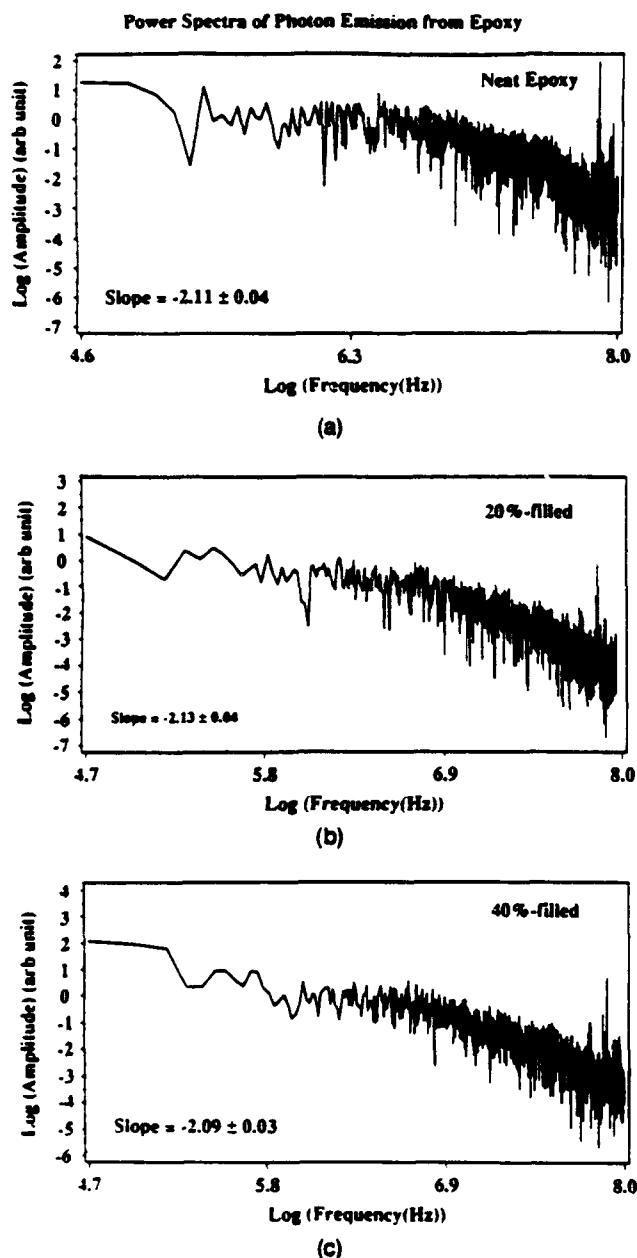 Power Spectra of Photon Emission from Epoxy
Log (Amplitude) (arb unit)
2
1
0
-1
-2
-3
-4
-5
-6
-7
Neat Epoxy
Slope = -2.11 ± 0.04
4.6 6.3 8.0
Log (Frequency(Hz))
(a)
Log (Amplitude) (arb unit)
3
2
1
0
-1
-2
-3
-4
-5
-6
-7
20%-filled
Slope = -2.13 ± 0.04
4.7 5.8 6.9 8.0
Log (Frequency(Hz))
(b)
Log (Amplitude) (arb unit)
4
3
2
1
0
-1
-2
-3
-4
-5
-6
40%-filled
Slope = -2.09 ± 0.03
4.7 5.8 6.9 8.0
Log (Frequency(Hz))
(c)